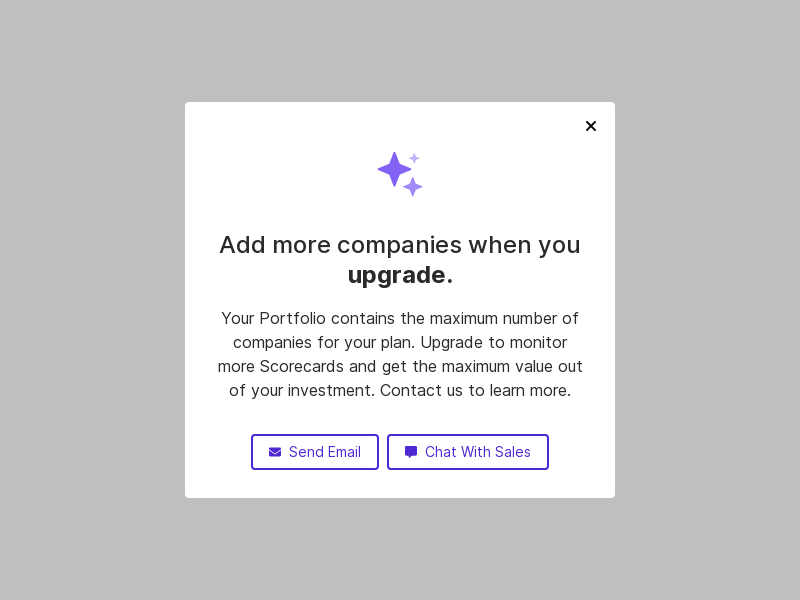 Add more companies when you
upgrade.
Your Portfolio contains the maximum number of
companies for your plan. Upgrade to monitor
more Scorecards and get the maximum value out
of your investment. Contact us to learn more.
Send Email
Chat With Sales